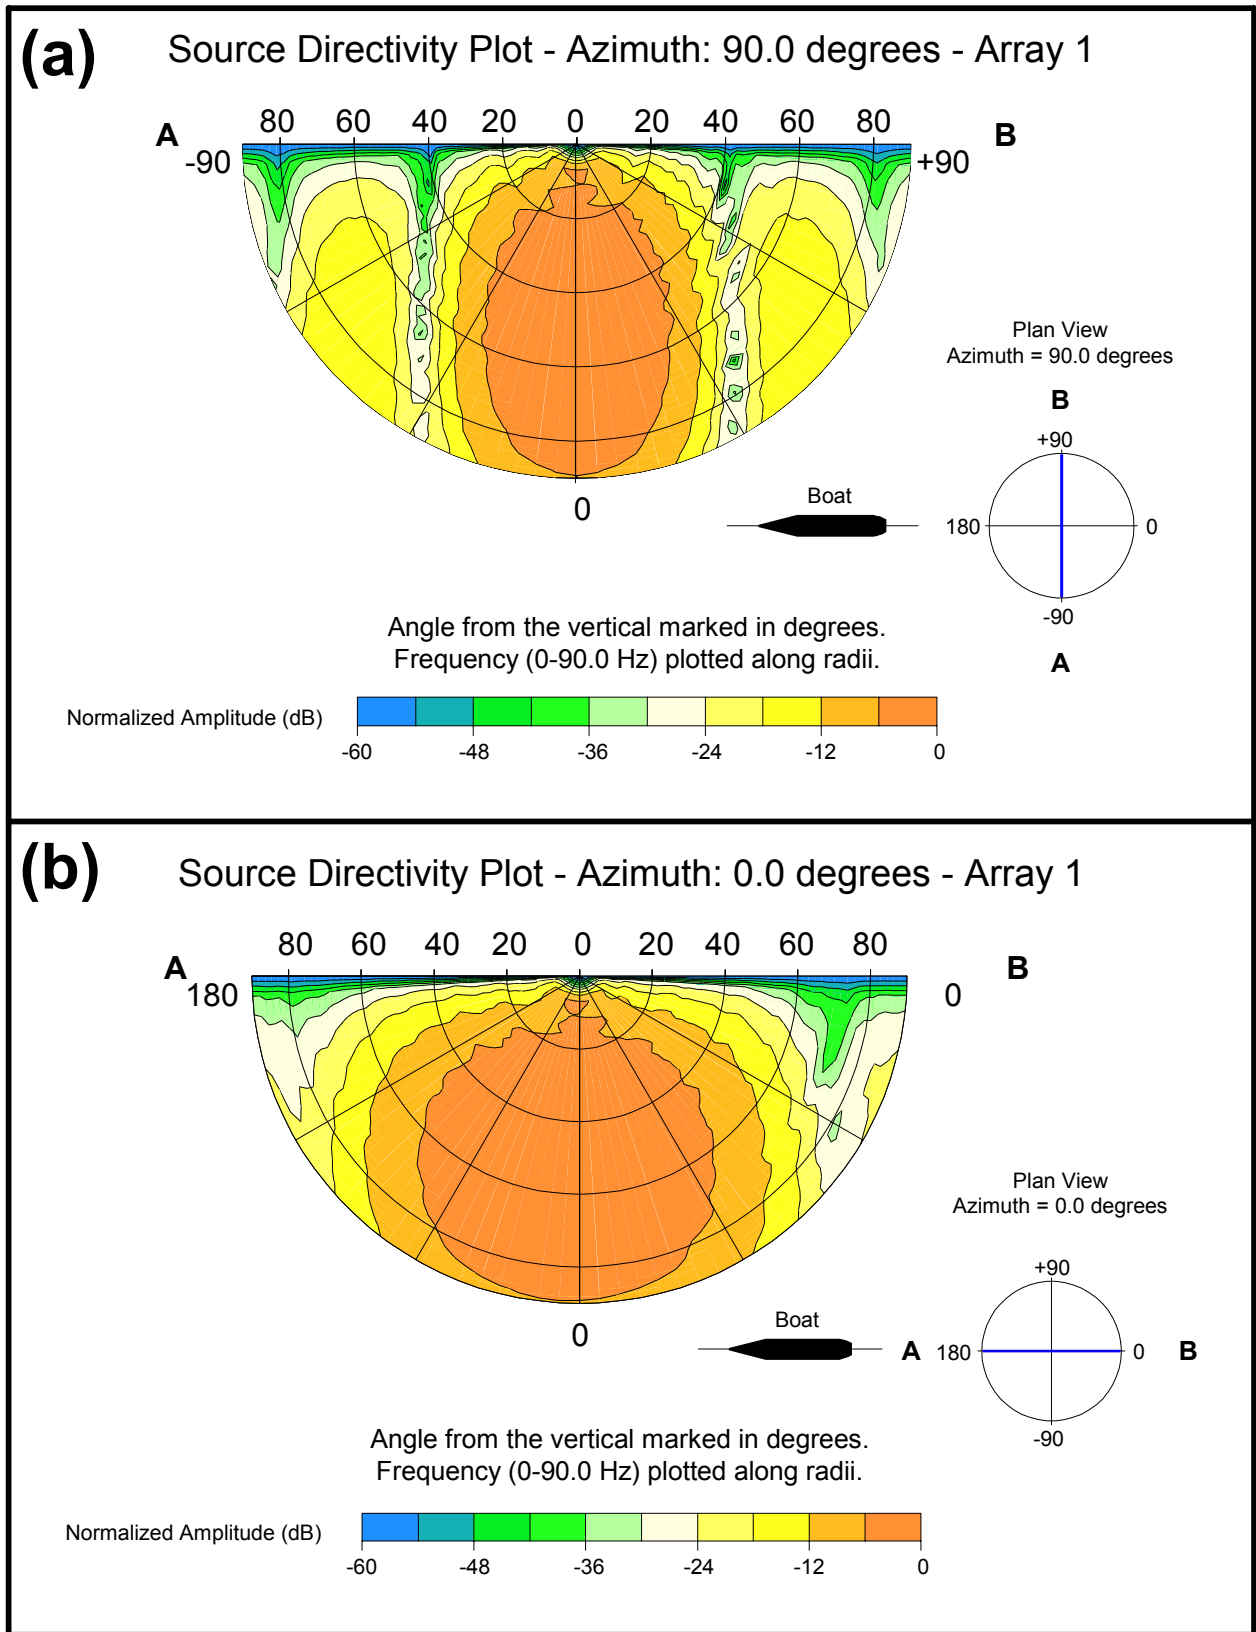 (a)
Source Directivity Plot - Azimuth: 90.0 degrees - Array 1
80 60 40 20 0 20 40 60 80
A B
-90 +90
0
Plan View
Azimuth = 90.0 degrees
B
+90
Boat
180 0
-90
A
Angle from the vertical marked in degrees.
Frequency (0-90.0 Hz) plotted along radii.
Normalized Amplitude (dB)
-60 -48 -36 -24 -12 0
(b)
Source Directivity Plot - Azimuth: 0.0 degrees - Array 1
80 60 40 20 0 20 40 60 80
A B
180 0
0
Plan View
Azimuth = 0.0 degrees
+90
Boat
A 180 0 B
-90
Angle from the vertical marked in degrees.
Frequency (0-90.0 Hz) plotted along radii.
Normalized Amplitude (dB)
-60 -48 -36 -24 -12 0